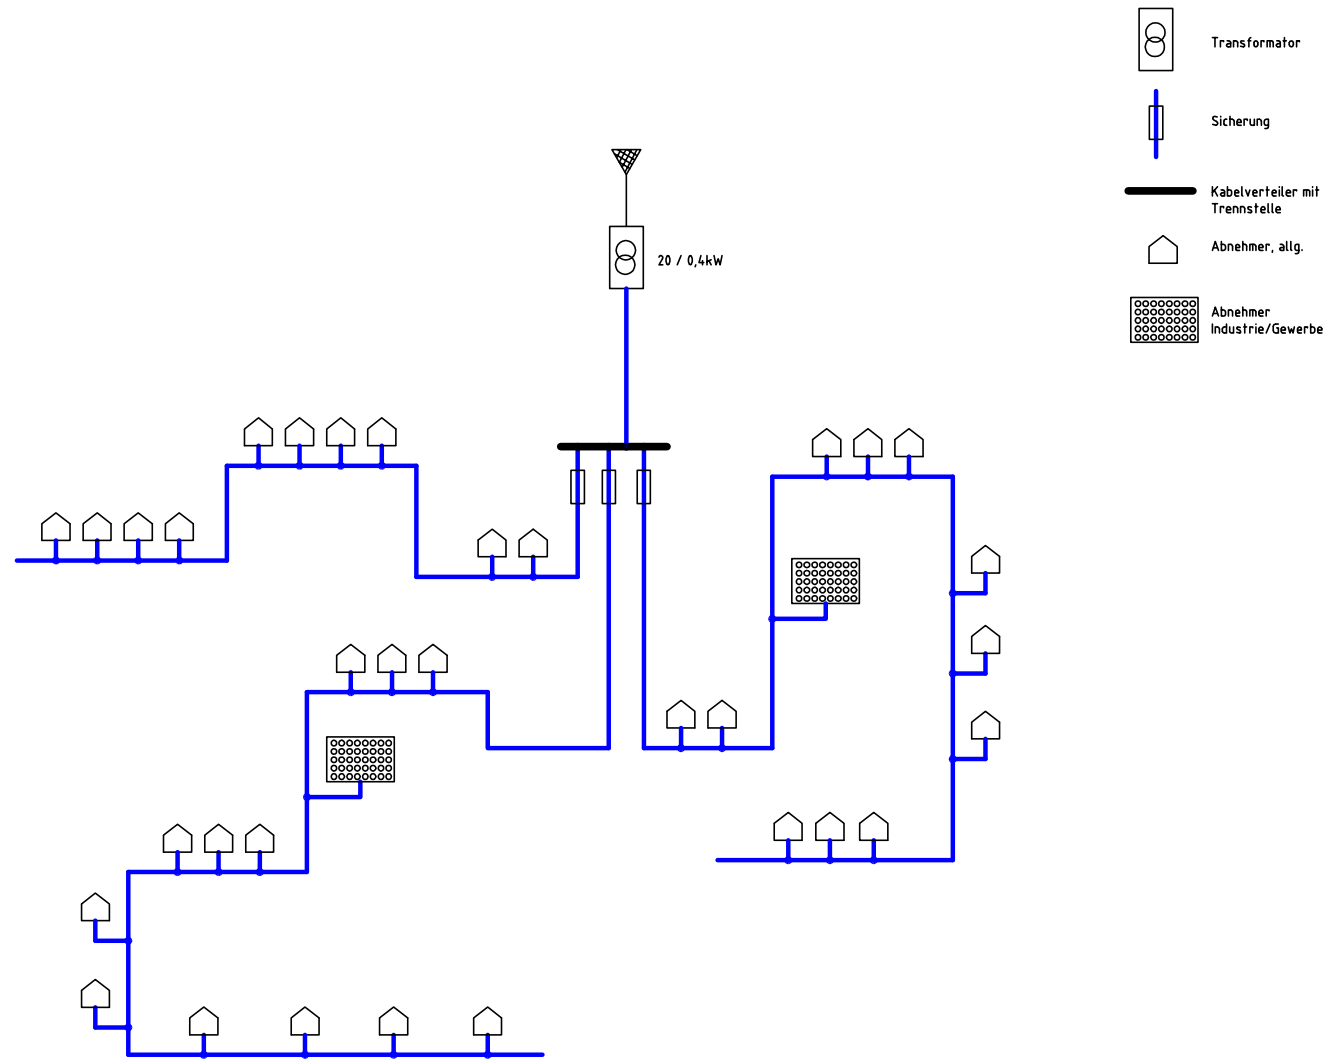 Transformator
Sicherung
Kabelverteiler mit
Trennstelle
Abnehmer, allg.
Abnehmer
Industrie/Gewerbe
20 / 0,4kW